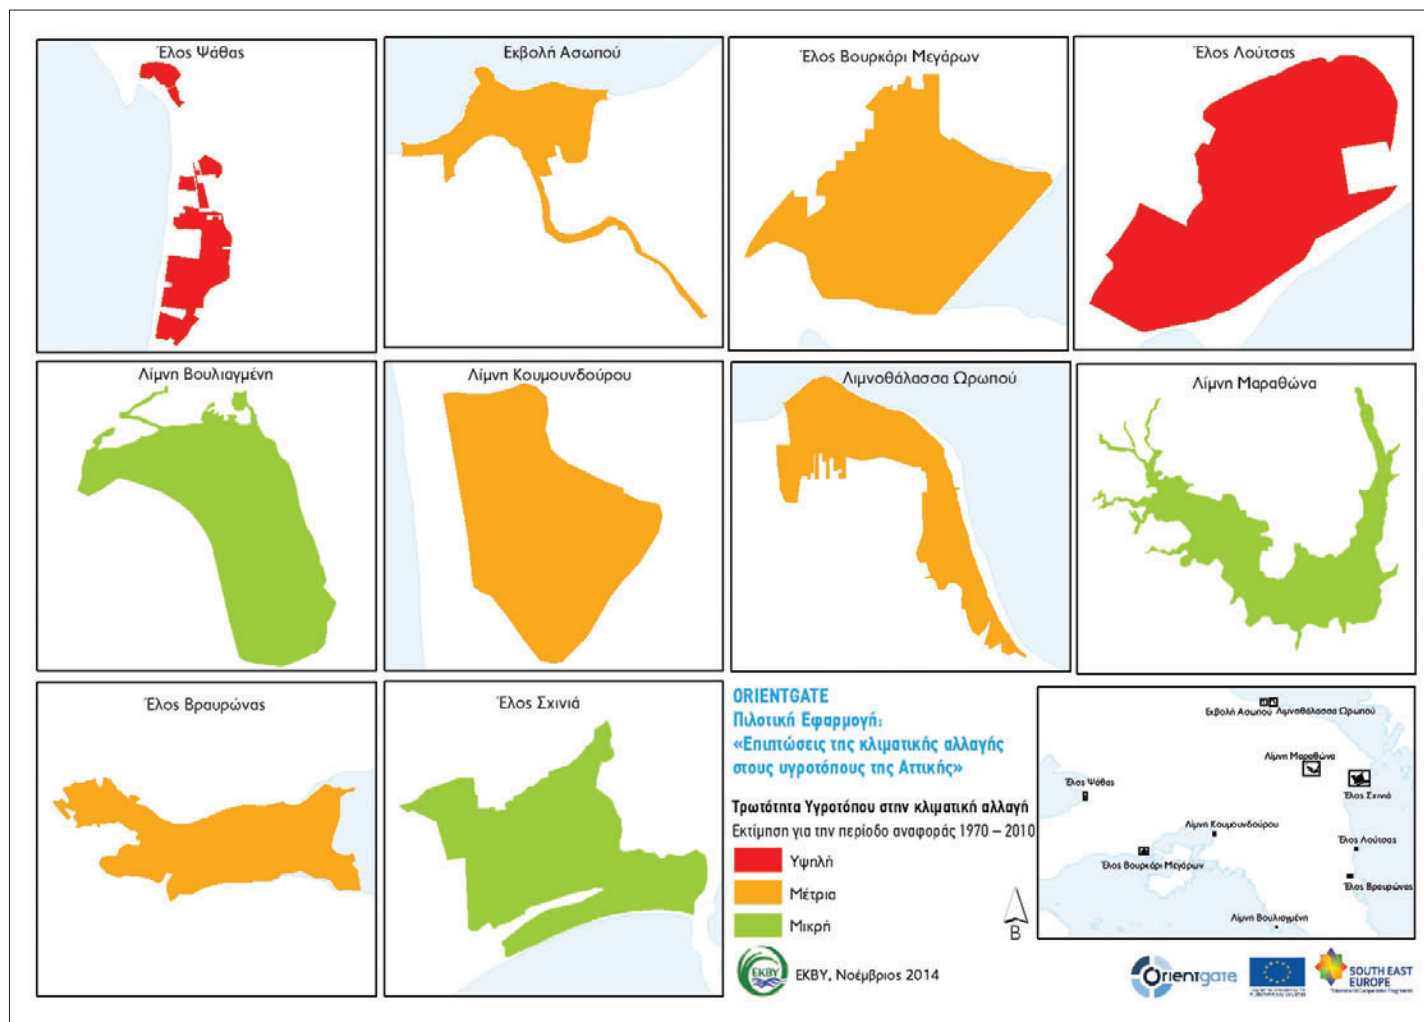 Έλος Ψάθας
Εκβολή Ασωπού
Έλος Βουρκάρι Μεγάρων
Έλος Λούτσας
Λίμνη Βουλιαγμένη
Λίμνη Κουμουνδούρου
Λιμνοθάλασσα Ωρωπού
Λίμνη Μαραθώνα
Έλος Βραυρώνας
Έλος Σχινιά
ORIENTGATE
Πιλοτική Εφαρμογή:
«Επιπτώσεις της κλιματικής αλλαγής
στους υγροτόπους της Αττικής»
Τρωτότητα Υγροτόπου στην κλιματική αλλαγή
Εκτίμηση για την περίοδο αναφοράς 1970 – 2010
Υψηλή
Μέτρια
Μικρή
Β
ΕΚΒΥ
ΕΚΒΥ, Νοέμβριος 2014
Εκβολή Ασωπού
Λιμνοθάλασσα Ωρωπού
Λίμνη Μαραθώνα
Έλος Ψάθας
Έλος Σχινιά
Λίμνη Κουμουνδούρου
Έλος Λούτσας
Έλος Βουρκάρι Μεγάρων
Έλος Βραυρώνας
Λίμνη Βουλιαγμένη
Orientgate
SOUTH EAST
EUROPE